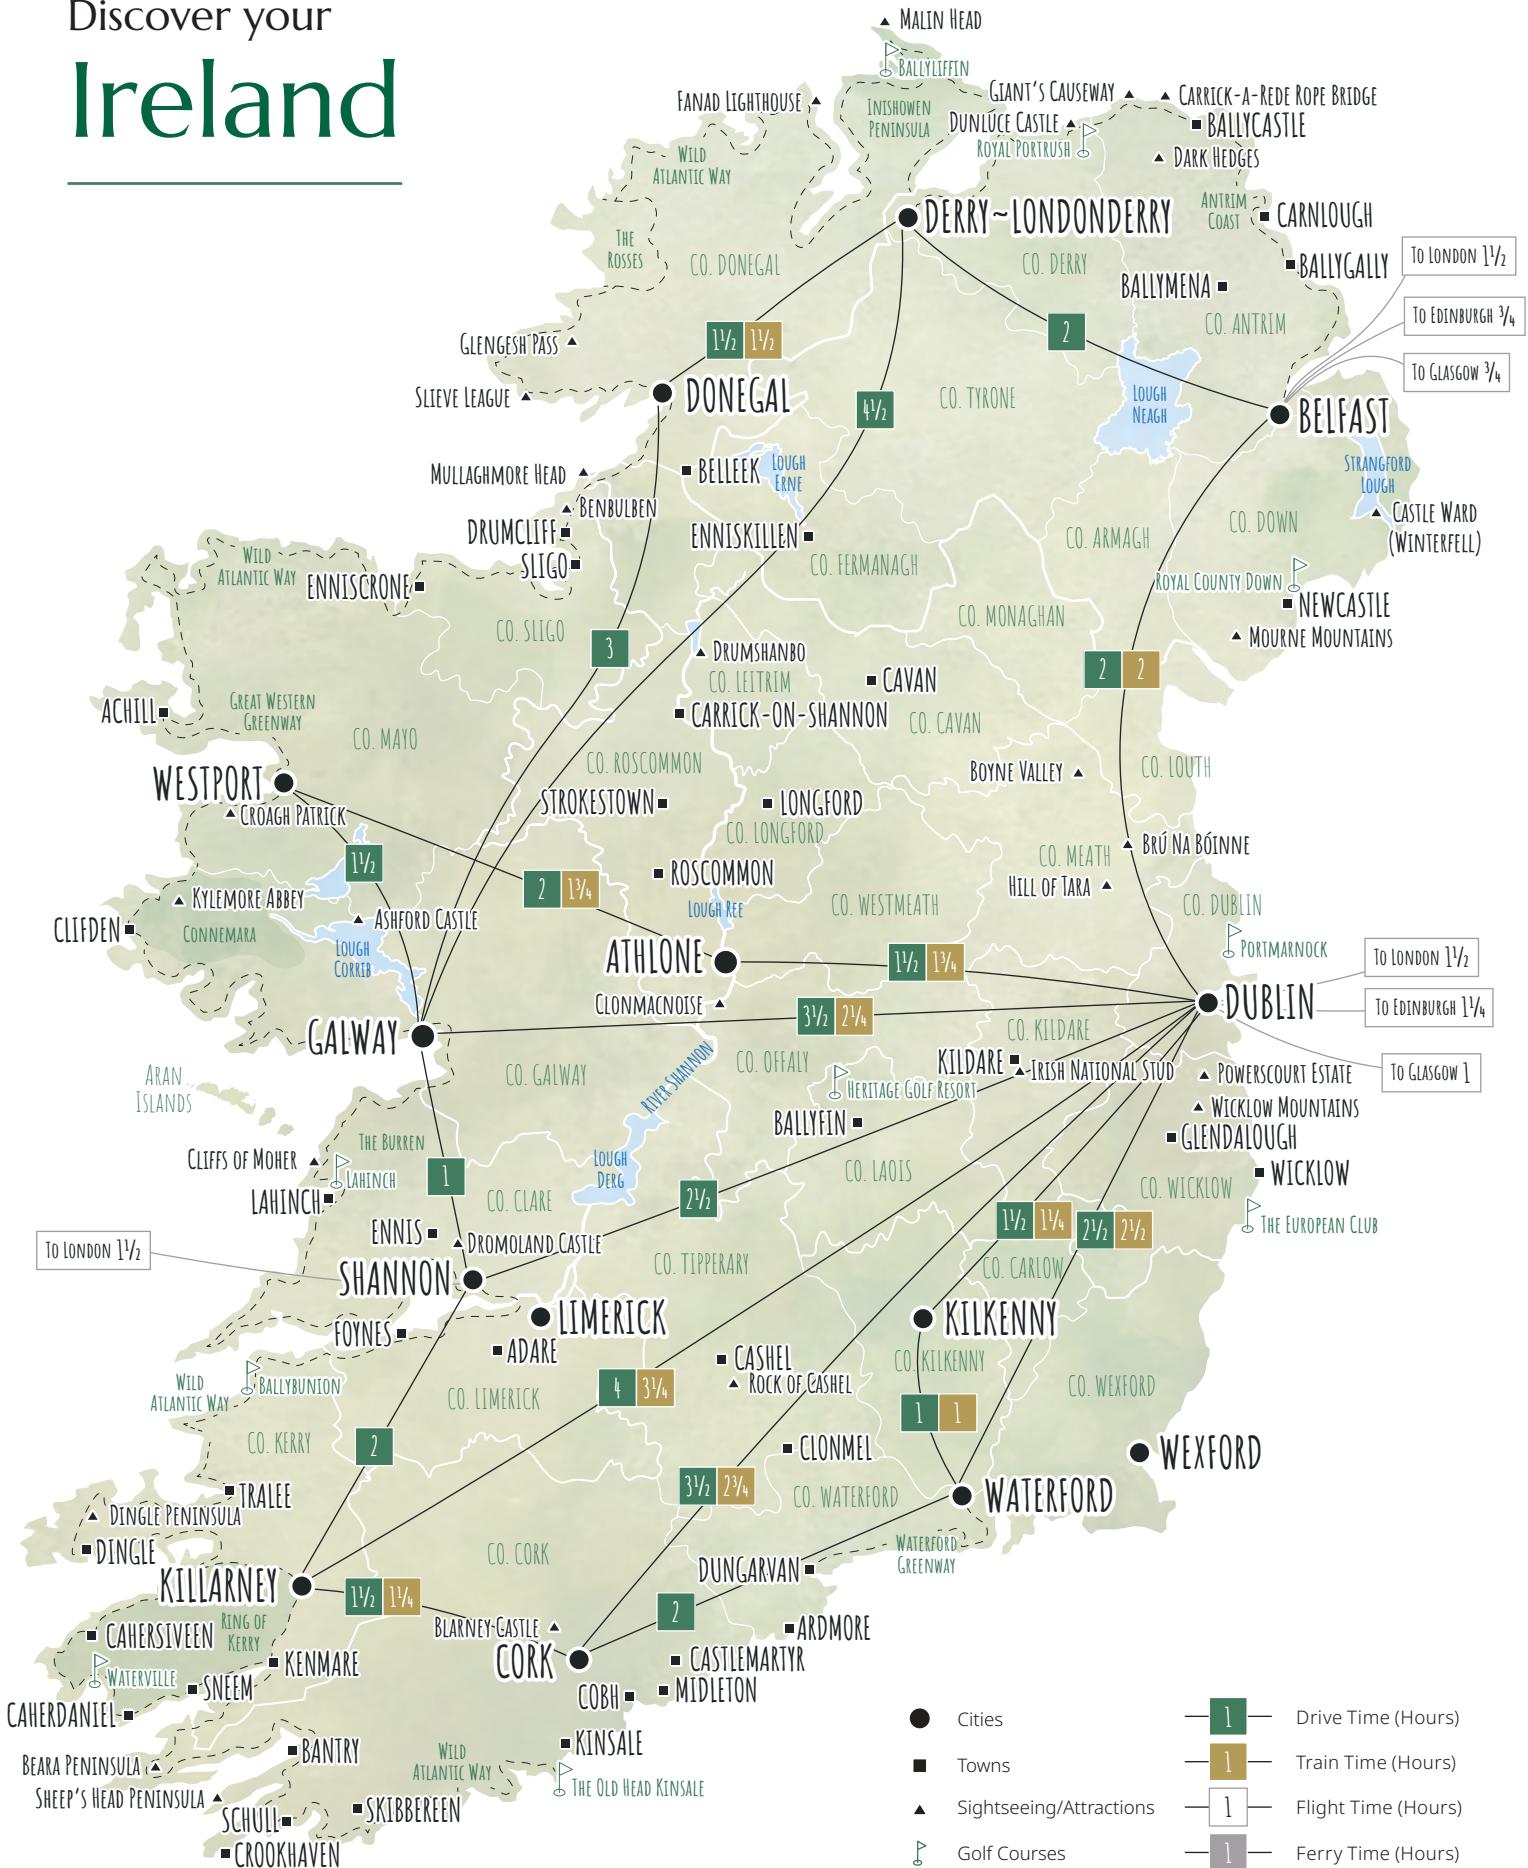 Discover your
Ireland
MALIN HEAD
BALLYLIFFIN
FANAD LIGHTHOUSE
INISHOWEN
PENINSULA
GIANT'S CAUSEWAY
CARRICK-A-REDE ROPE BRIDGE
DUNLUCE CASTLE
BALLYCASTLE
ROYAL PORTRUSH
DARK HEDGES
WILD
ATLANTIC WAY
ANTRIM
COAST
CARNLOUGH
DERRY~LONDONDERRY
THE
ROSSES
CO. DONEGAL
CO. DERRY
BALLYGALLY
TO LONDON 1½
BALLYMENA
TO EDINBURGH ¾
CO. ANTRIM
GLENGESH PASS
1½ 1½
2
TO GLASGOW ¾
SLIEVE LEAGUE
DONEGAL
4½
CO. TYRONE
LOUGH
NEAGH
BELFAST
MULLAGHMORE HEAD
BELLEEK
LOUGH
ERNE
STRANGFORD
LOUGH
BENBULBEN
CASTLE WARD
(WINTERFELL)
DRUMCLIFF
ENNISKILLEN
CO. ARMAGH
CO. DOWN
SLIGO
CO. FERMANAGH
WILD
ATLANTIC WAY
ENNISCRONE
ROYAL COUNTY DOWN
NEWCASTLE
CO. SLIGO
CO. MONAGHAN
MOURNE MOUNTAINS
3
DRUMSHANBO
CO. LEITRIM
CAVAN
2 2
ACHILL
GREAT WESTERN
GREENWAY
CARRICK-ON-SHANNON
CO. CAVAN
CO. MAYO
CO. ROSCOMMON
BOYNE VALLEY
CO. LOUTH
WESTPORT
CROAGH PATRICK
STROKESTOWN
LONGFORD
CO. LONGFORD
BRÚ NA BÓINNE
1½
CO. MEATH
2 1¾
ROSCOMMON
HILL OF TARA
KYLEMORE ABBEY
LOUGH REE
CO. WESTMEATH
CO. DUBLIN
CLIFDEN
ASHFORD CASTLE
CONNEMARA
LOUGH
CORRIB
PORTMARNOCK
ATHLONE
1½ 1¾
TO LONDON 1½
CLONMACNOISE
3½ 2¼
DUBLIN
TO EDINBURGH 1¼
GALWAY
CO. KILDARE
KILDARE
IRISH NATIONAL STUD
TO GLASGOW 1
ARAN
ISLANDS
CO. GALWAY
RIVER SHANNON
CO. OFFALY
HERITAGE GOLF RESORT
POWERSCOURT ESTATE
WICKLOW MOUNTAINS
BALLYFIN
GLENDALOUGH
THE BURREN
CLIFFS OF MOHER
LAHINCH
1
LOUGH
DERG
CO. LAOIS
WICKLOW
LAHINCH
CO. CLARE
2½
CO. WICKLOW
ENNIS
DROMOLAND CASTLE
1½ 1¼
2½ 2½
THE EUROPEAN CLUB
TO LONDON 1½
CO. TIPPERARY
CO. CARLOW
SHANNON
LIMERICK
KILKENNY
FOYNES
ADARE
CASHEL
CO. KILKENNY
ROCK OF CASHEL
WILD
ATLANTIC WAY
BALLYBUNION
4 3¼
CO. LIMERICK
CO. WEXFORD
1 1
CO. KERRY
2
CLONMEL
WEXFORD
TRALEE
3½ 2¾
CO. WATERFORD
WATERFORD
DINGLE PENINSULA
DINGLE
CO. CORK
WATERFORD
GREENWAY
DUNGARVAN
KILLARNEY
1½ 1¼
2
RING OF
KERRY
CAHERSIVEEN
BLARNEY CASTLE
ARDMORE
CORK
KENMARE
CASTLEMARTYR
WATERVILLE
SNEEM
COBH
MIDLETON
CAHERDANIEL
KINSALE
BANTRY
WILD
ATLANTIC WAY
BEARA PENINSULA
THE OLD HEAD KINSALE
SHEEP'S HEAD PENINSULA
SCHULL
SKIBBEREEN
CROOKHAVEN
Cities
1 Drive Time (Hours)
Towns
1 Train Time (Hours)
Sightseeing/Attractions
1 Flight Time (Hours)
Golf Courses
1 Ferry Time (Hours)